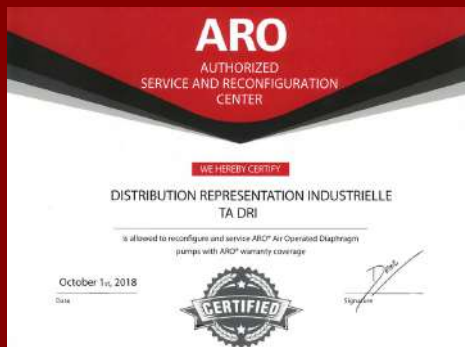 ARO
AUTHORIZED
SERVICE AND RECONFIGURATION
CENTER
WE HEREBY CERTIFY
DISTRIBUTION REPRESENTATION INDUSTRIELLE
TA DRI
is allowed to reconfigure and service ARO® Air Operated Diaphragm
pumps with ARO® warranty coverage
October 1st, 2018
Date
CERTIFIED
Signature